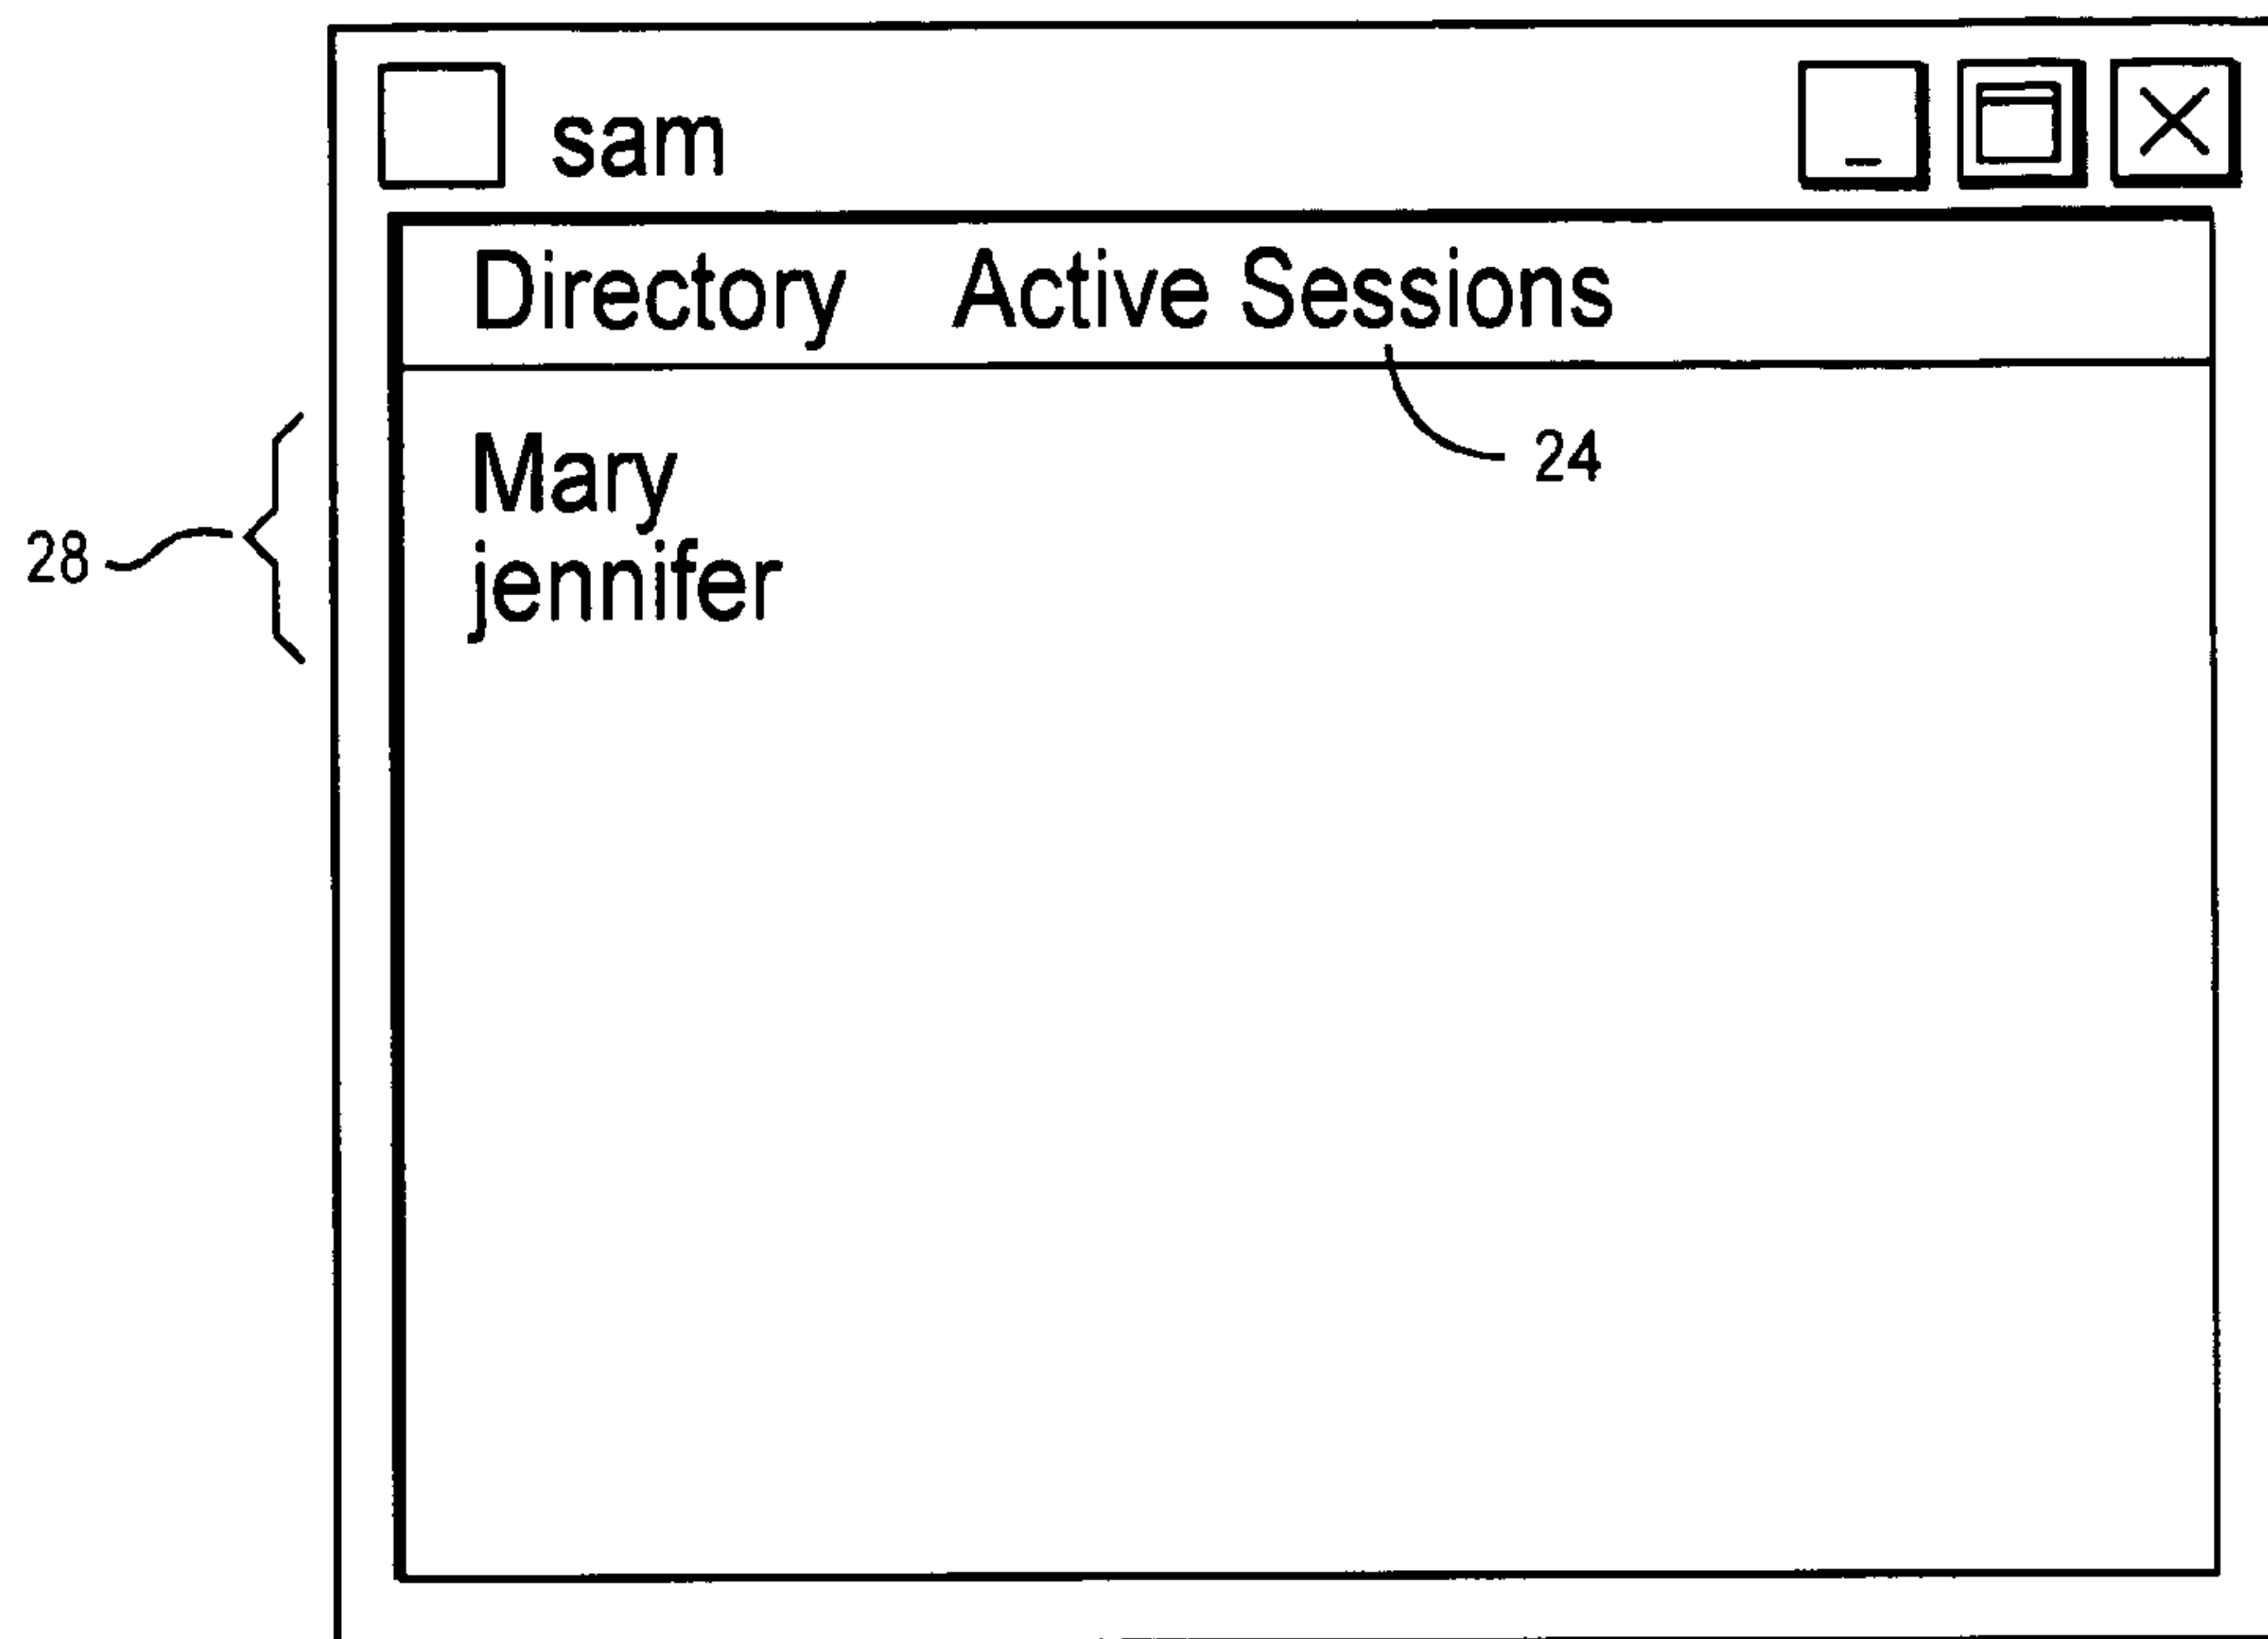 sam
Directory Active Sessions
Mary
24
28
jennifer